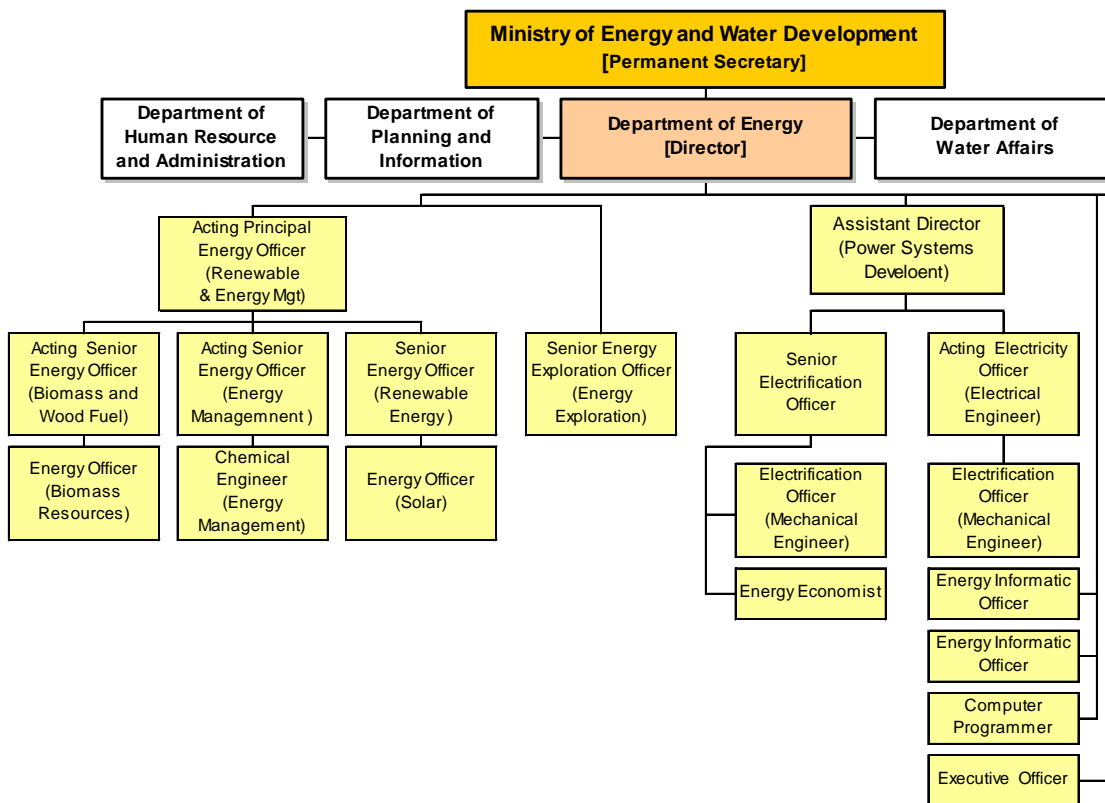 Ministry of Energy and Water Development
[Permanent Secretary]
Department of
Human Resource
and Administration
Department of
Planning and
Information
Department of Energy
[Director]
Department of
Water Affairs
Acting Principal
Energy Officer
(Renewable
& Energy Mgt)
Assistant Director
(Power Systems
Develoent)
Acting Senior
Energy Officer
(Biomass and
Wood Fuel)
Acting Senior
Energy Officer
(Energy
Managemnent )
Senior
Energy Officer
(Renewable
Energy )
Senior Energy
Exploration Officer
(Energy
Exploration)
Senior
Electrification
Officer
Acting Electricity
Officer
(Electrical
Engineer)
Energy Officer
(Biomass
Resources)
Chemical
Engineer
(Energy
Management)
Energy Officer
(Solar)
Electrification
Officer
(Mechanical
Engineer)
Electrification
Officer
(Mechanical
Engineer)
Energy Economist
Energy Informatic
Officer
Energy Informatic
Officer
Computer
Programmer
Executive Officer